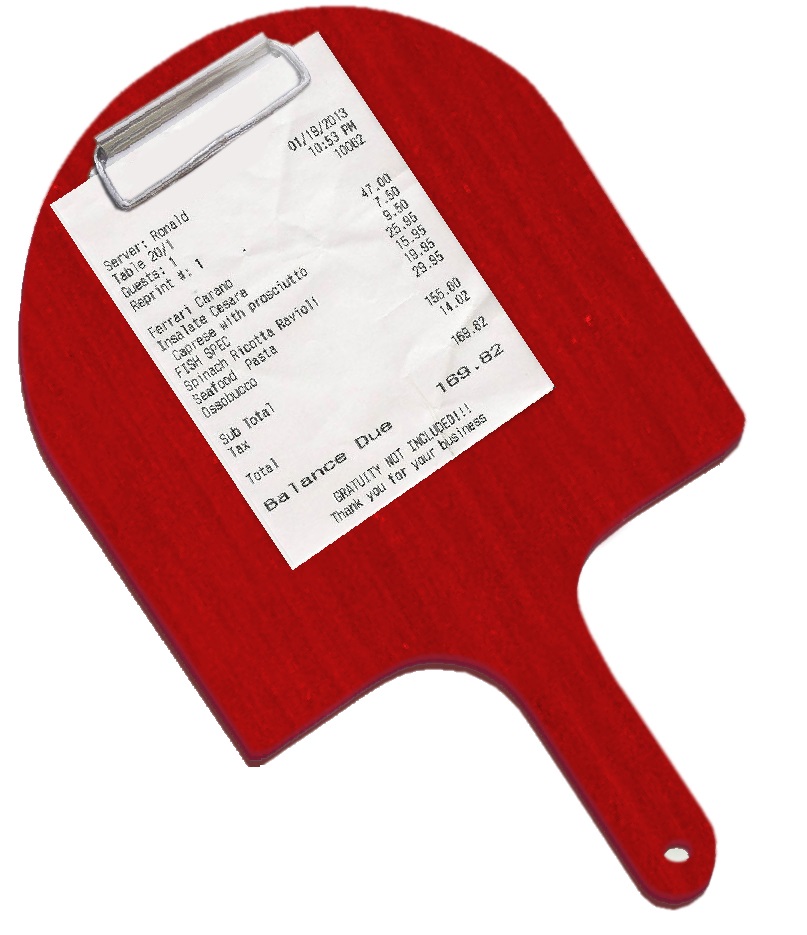 01/19/2013
10:53 PM
10062
Server: Ronald
Table 20/1
Guests: 1
Reprint #: 1
Ferrari Carano 47.00
Insalate Cesara 7.50
Caprese with prosciutto 9.50
FISH SPEC 25.95
Spinach Ricotta Ravioli 15.95
Seafood Pasta 19.95
Ossobucco 29.95
Sub Total 155.80
Tax 14.02
Total 169.82
Balance Due 169.82
GRATUITY NOT INCLUDED!!!
Thank you for your business